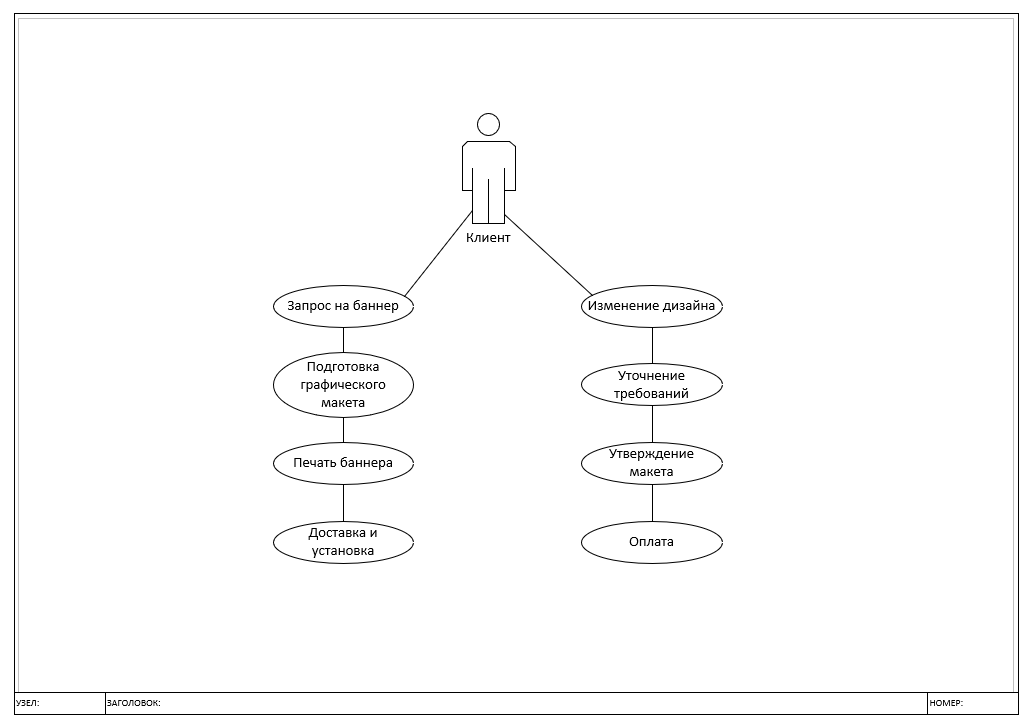 Клиент
Запрос на баннер
Подготовка
графического
макета
Печать баннера
Доставка и
установка
Изменение дизайна
Уточнение
требований
Утверждение
макета
Оплата
УЗЕЛ:
ЗАГОЛОВОК:
НОМЕР: